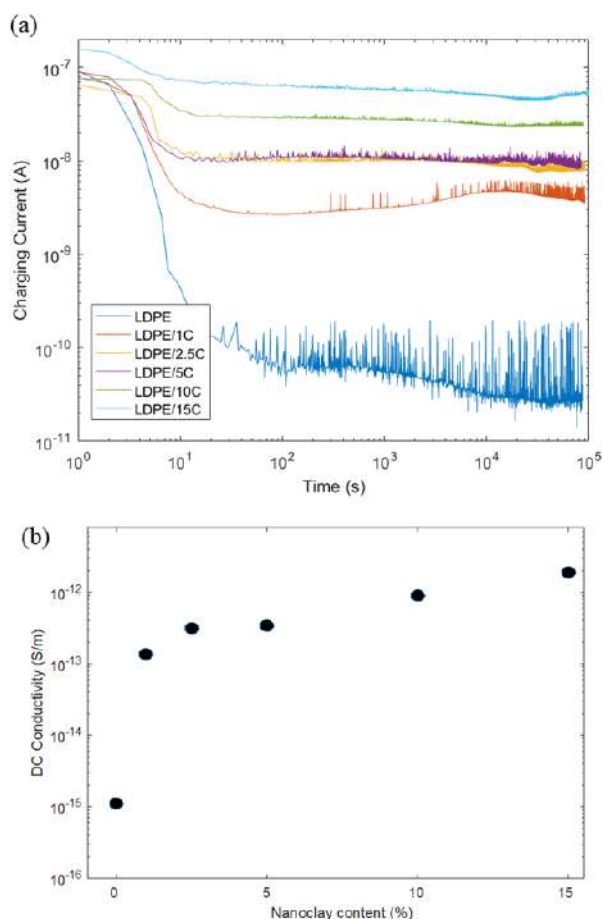 (a)
10^-7
10^-8
10^-9
10^-10
10^-11
Charging Current (A)
LDPE
LDPE/1C
LDPE/2.5C
LDPE/5C
LDPE/10C
LDPE/15C
10^0 10^1 10^2 10^3 10^4 10^5
Time (s)
(b)
10^-12
10^-13
10^-14
10^-15
10^-16
DC Conductivity (S/m)
0 5 10 15
Nanoclay content (%)